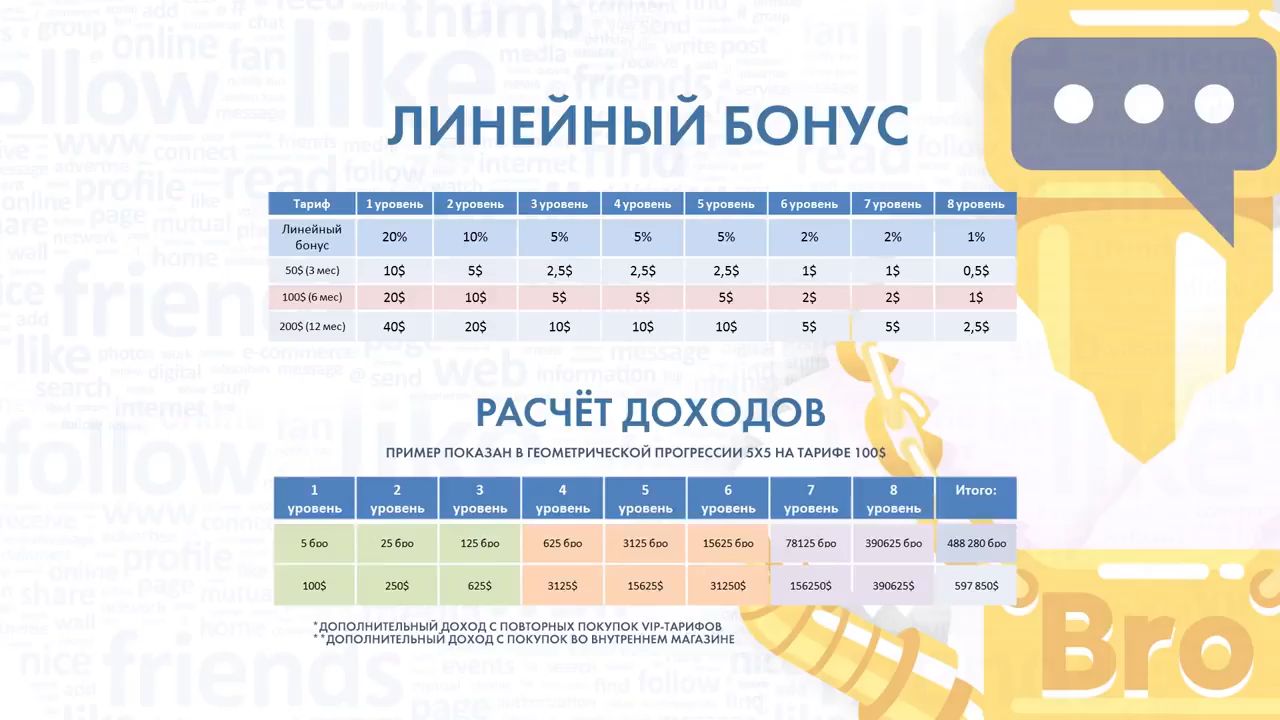 ЛИНЕЙНЫЙ БОНУС
Тариф 1 уровень 2 уровень 3 уровень 4 уровень 5 уровень 6 уровень 7 уровень 8 уровень
Линейный бонус 20% 10% 5% 5% 5% 2% 2% 1%
50$ (3 мес) 10$ 5$ 2,5$ 2,5$ 2,5$ 1$ 1$ 0,5$
100$ (6 мес) 20$ 10$ 5$ 5$ 5$ 2$ 2$ 1$
200$ (12 мес) 40$ 20$ 10$ 10$ 10$ 5$ 5$ 2,5$
РАСЧЁТ ДОХОДОВ
ПРИМЕР ПОКАЗАН В ГЕОМЕТРИЧЕСКОЙ ПРОГРЕССИИ 5Х5 НА ТАРИФЕ 100$
1 уровень 2 уровень 3 уровень 4 уровень 5 уровень 6 уровень 7 уровень 8 уровень Итого:
5 бро 25 бро 125 бро 625 бро 3125 бро 15625 бро 78125 бро 390625 бро 488 280 бро
100$ 250$ 625$ 3125$ 15625$ 31250$ 156250$ 390625$ 597 850$
*ДОПОЛНИТЕЛЬНЫЙ ДОХОД С ПОВТОРНЫХ ПОКУПОК VIP-ТАРИФОВ
**ДОПОЛНИТЕЛЬНЫЙ ДОХОД С ПОКУПОК ВО ВНУТРЕННЕМ МАГАЗИНЕ
Bro